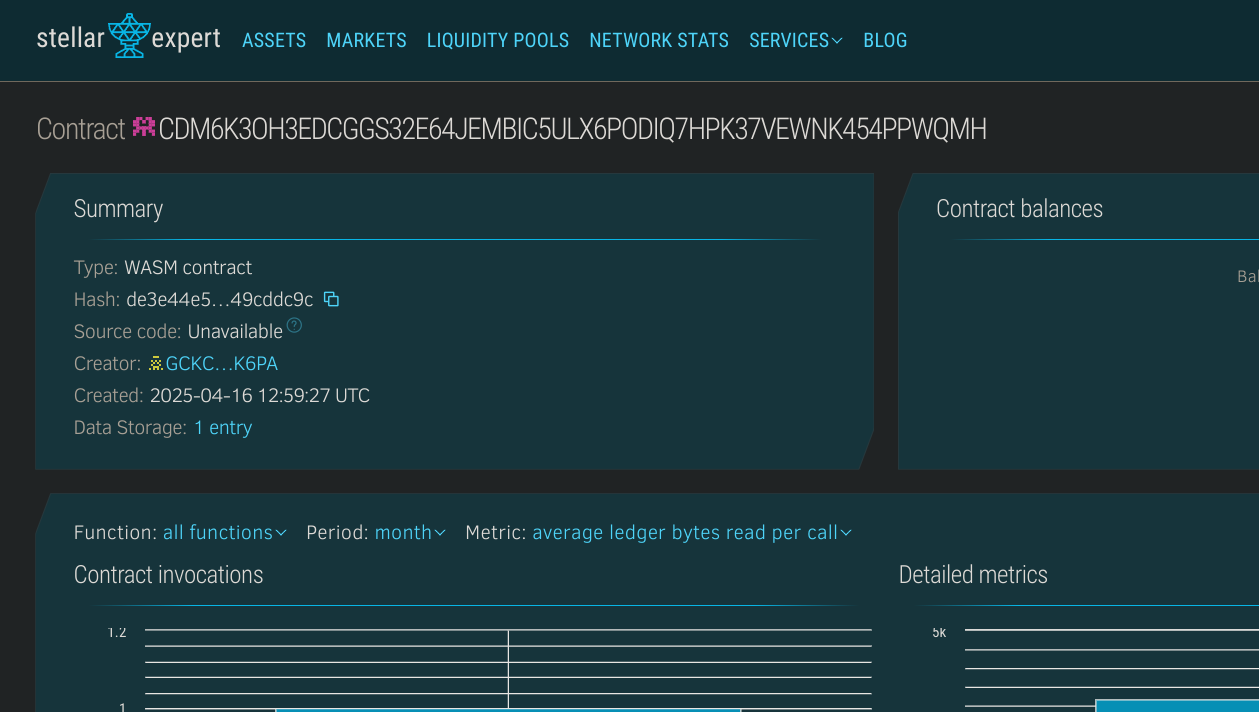 stellar expert ASSETS MARKETS LIQUIDITY POOLS NETWORK STATS SERVICES BLOG
Contract CDM6K3OH3EDCGGS32E64JEMBIC5ULX6PODIQ7HPK37VEWNK454PPWQMH
Summary
Contract balances
Type: WASM contract
Bal
Hash: de3e44e5...49cddc9c
Source code: Unavailable ?
Creator: GCKC...K6PA
Created: 2025-04-16 12:59:27 UTC
Data Storage: 1 entry
Function: all functions Period: month Metric: average ledger bytes read per call
Contract invocations
Detailed metrics
1.2
5k
1